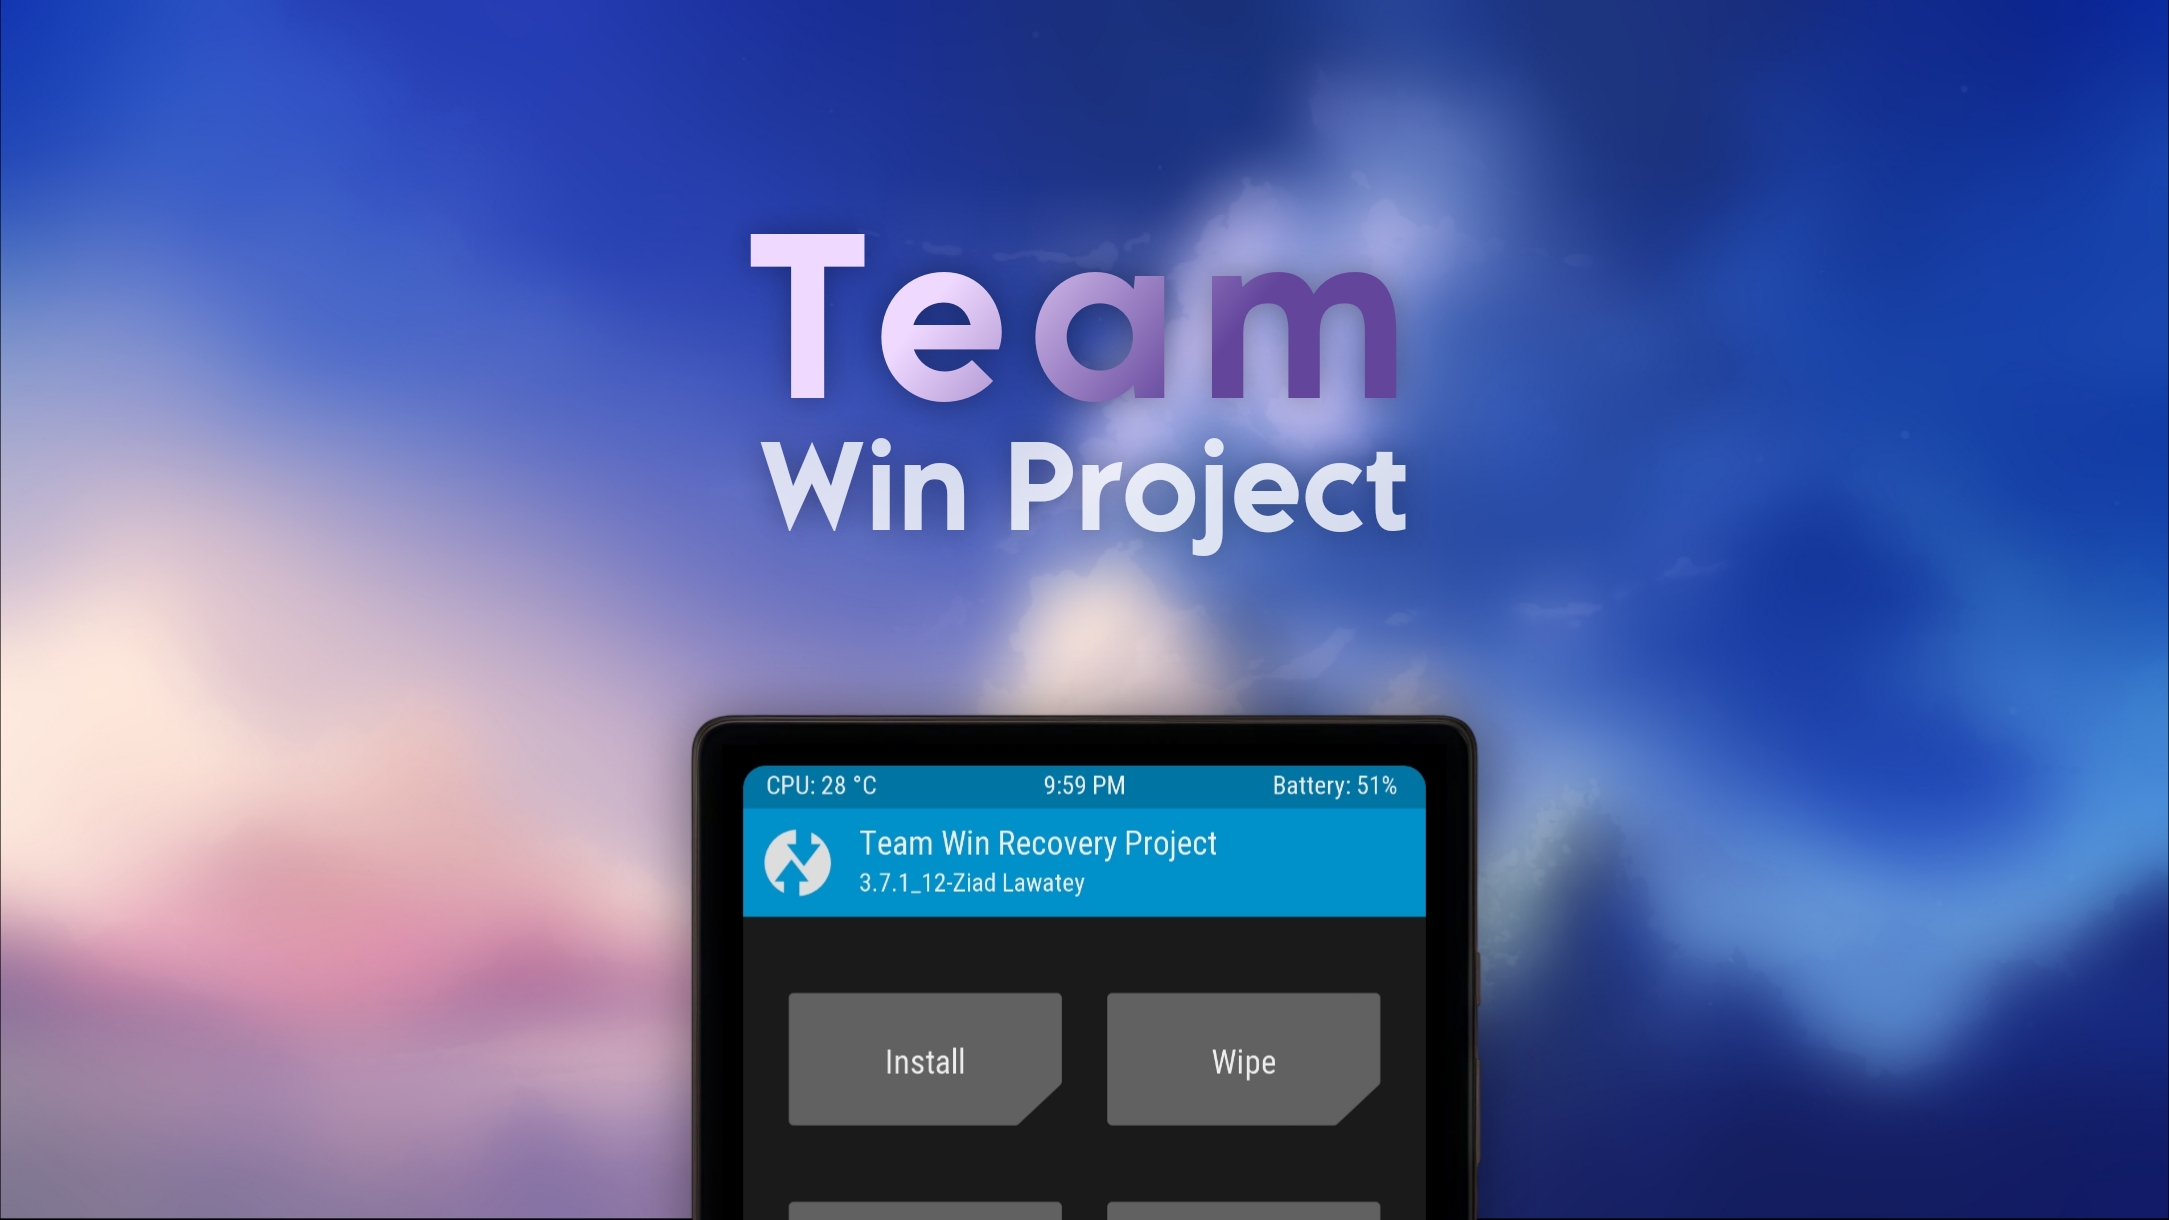 Team
Win Project
CPU: 28 °C 9:59 PM Battery: 51%
Team Win Recovery Project
3.7.1_12-Ziad Lawatey
Install Wipe